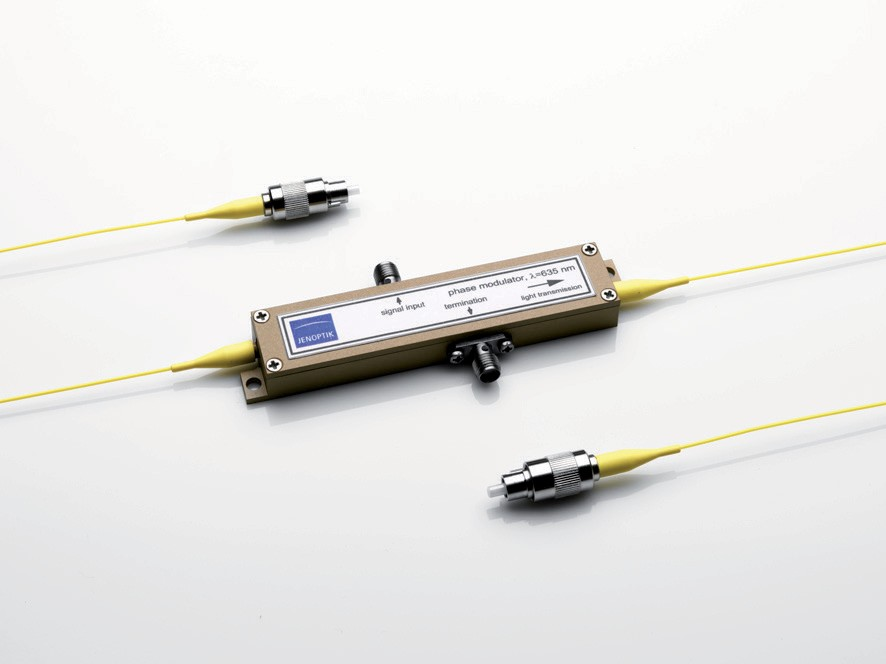 JENOPTIK
signal input
phase modulator, λ=635 nm
termination
light transmission